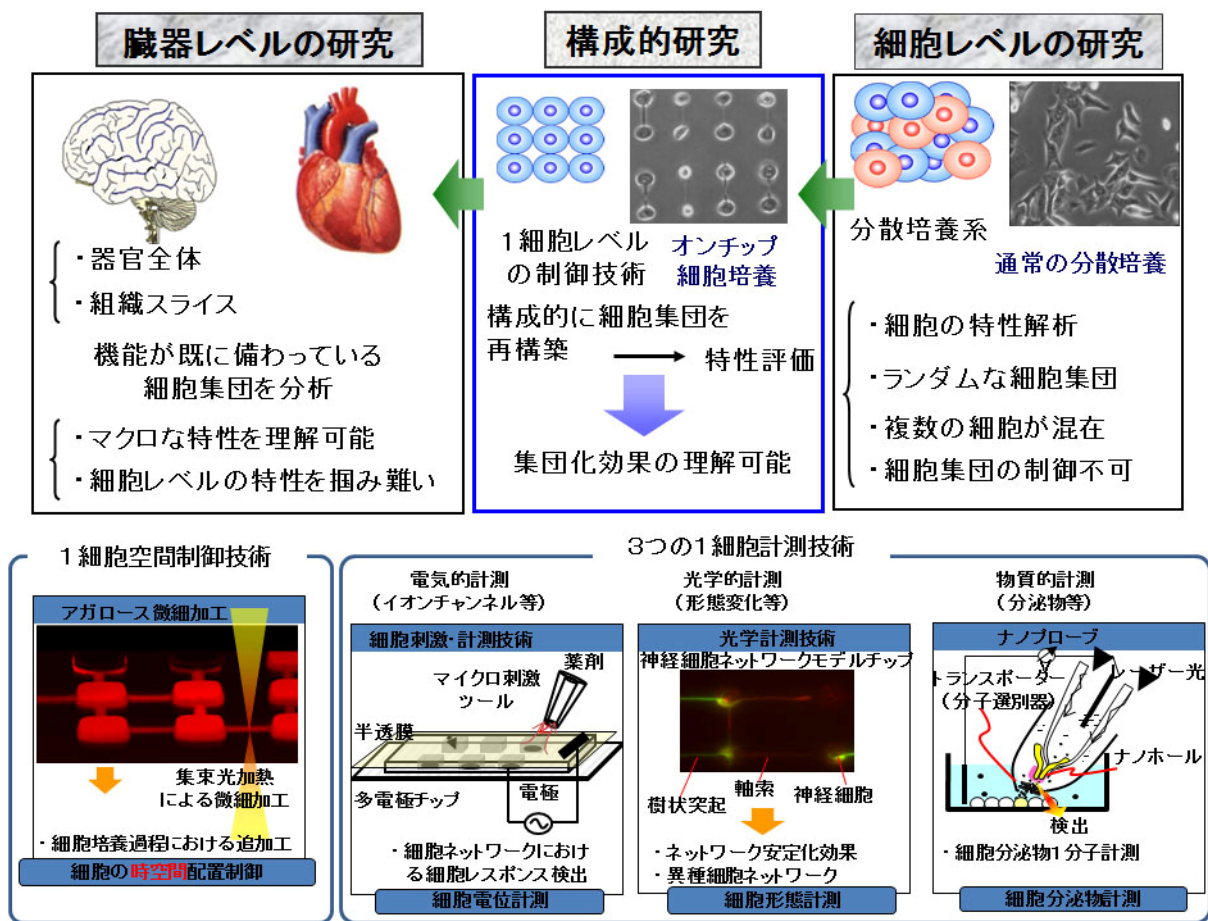 臓器レベルの研究
・器官全体
・組織スライス
機能が既に備わっている
細胞集団を分析
・マクロな特性を理解可能
・細胞レベルの特性を掴み難い
構成的研究
1細胞レベル
の制御技術
オンチップ
細胞培養
構成的に細胞集団を
再構築
特性評価
集団化効果の理解可能
細胞レベルの研究
分散培養系
通常の分散培養
・細胞の特性解析
・ランダムな細胞集団
・複数の細胞が混在
・細胞集団の制御不可
1細胞空間制御技術
アガロース微細加工
集束光加熱
による微細加工
・細胞培養過程における追加工
細胞の時空間配置制御
3つの1細胞計測技術
電気的計測
(イオンチャンネル等)
細胞刺激・計測技術
薬剤
マイクロ刺激
ツール
半透膜
多電極チップ
電極
・細胞ネットワークにおけ
る細胞レスポンス検出
細胞電位計測
光学的計測
(形態変化等)
光学計測技術
神経細胞ネットワークモデルチップ
樹状突起
軸索
神経細胞
・ネットワーク安定化効果
・異種細胞ネットワーク
細胞形態計測
物質的計測
(分泌物等)
ナノプローブ
レーザー光
トランスポーター
(分子選別器)
ナノホール
検出
・細胞分泌物1分子計測
細胞分泌物計測